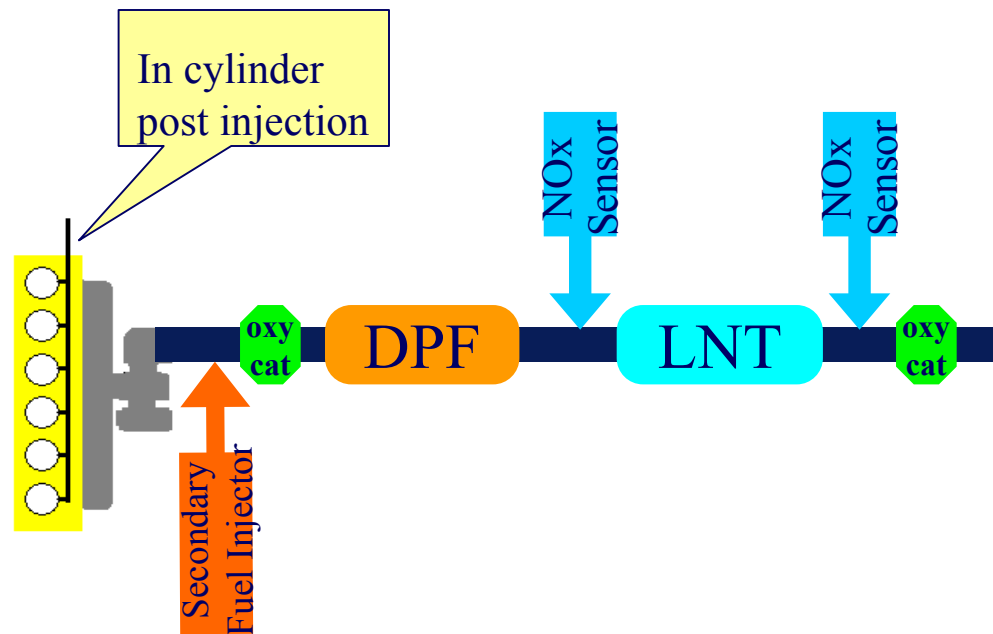 In cylinder
post injection
NOx
Sensor
NOx
Sensor
oxy
cat
DPF
LNT
oxy
cat
Secondary
Fuel Injector